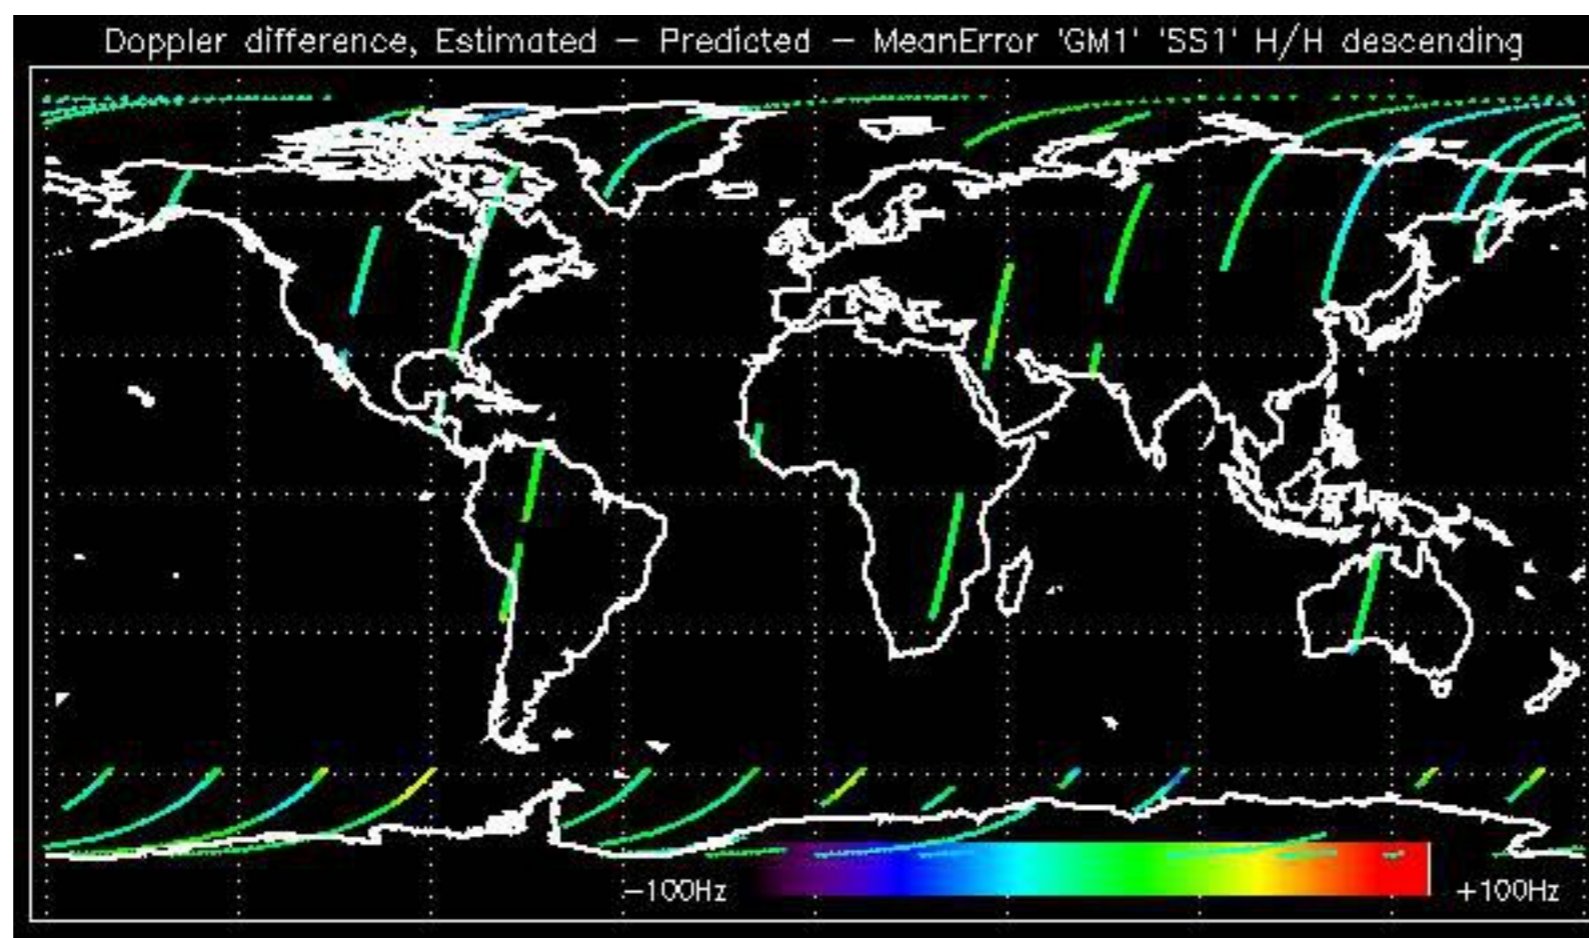 Doppler difference, Estimated – Predicted – MeanError 'GM1' 'SS1' H/H descending
−100Hz
+100Hz